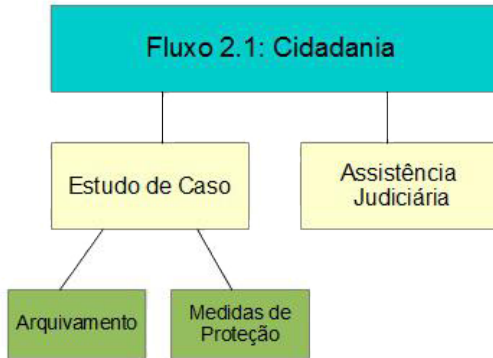 Fluxo 2.1: Cidadania
Estudo de Caso
Assistência
Judiciária
Arquivamento
Medidas de
Proteção